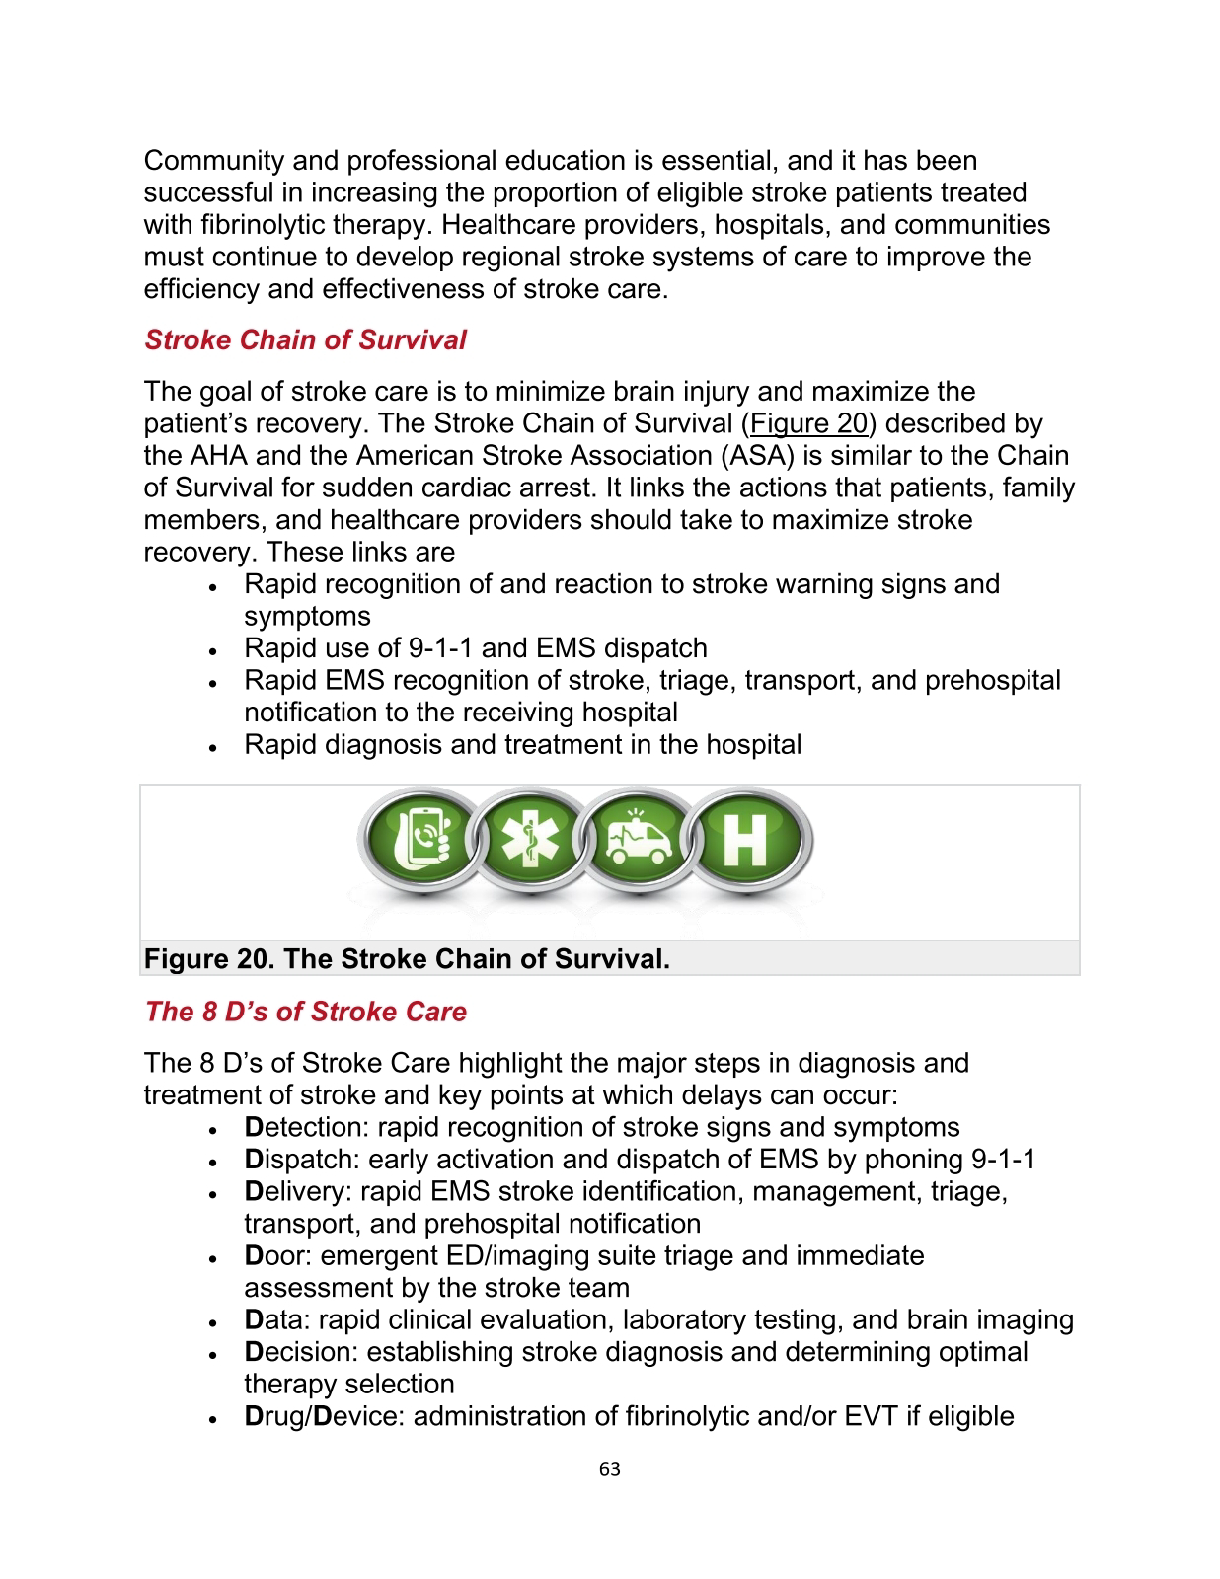 Community and professional education is essential, and it has been
successful in increasing the proportion of eligible stroke patients treated
with fibrinolytic therapy. Healthcare providers, hospitals, and communities
must continue to develop regional stroke systems of care to improve the
efficiency and effectiveness of stroke care.
Stroke Chain of Survival
The goal of stroke care is to minimize brain injury and maximize the
patient’s recovery. The Stroke Chain of Survival (Figure 20) described by
the AHA and the American Stroke Association (ASA) is similar to the Chain
of Survival for sudden cardiac arrest. It links the actions that patients, family
members, and healthcare providers should take to maximize stroke
recovery. These links are
• Rapid recognition of and reaction to stroke warning signs and
symptoms
• Rapid use of 9-1-1 and EMS dispatch
• Rapid EMS recognition of stroke, triage, transport, and prehospital
notification to the receiving hospital
• Rapid diagnosis and treatment in the hospital
H
Figure 20. The Stroke Chain of Survival.
The 8 D’s of Stroke Care
The 8 D’s of Stroke Care highlight the major steps in diagnosis and
treatment of stroke and key points at which delays can occur:
• Detection: rapid recognition of stroke signs and symptoms
• Dispatch: early activation and dispatch of EMS by phoning 9-1-1
• Delivery: rapid EMS stroke identification, management, triage,
transport, and prehospital notification
• Door: emergent ED/imaging suite triage and immediate
assessment by the stroke team
• Data: rapid clinical evaluation, laboratory testing, and brain imaging
• Decision: establishing stroke diagnosis and determining optimal
therapy selection
• Drug/Device: administration of fibrinolytic and/or EVT if eligible
63